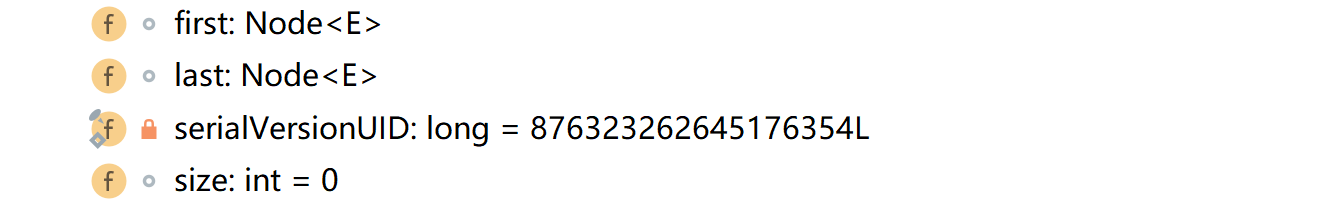 f first: Node<E>
f last: Node<E>
f serialVersionUID: long = 876323262645176354L
f size: int = 0